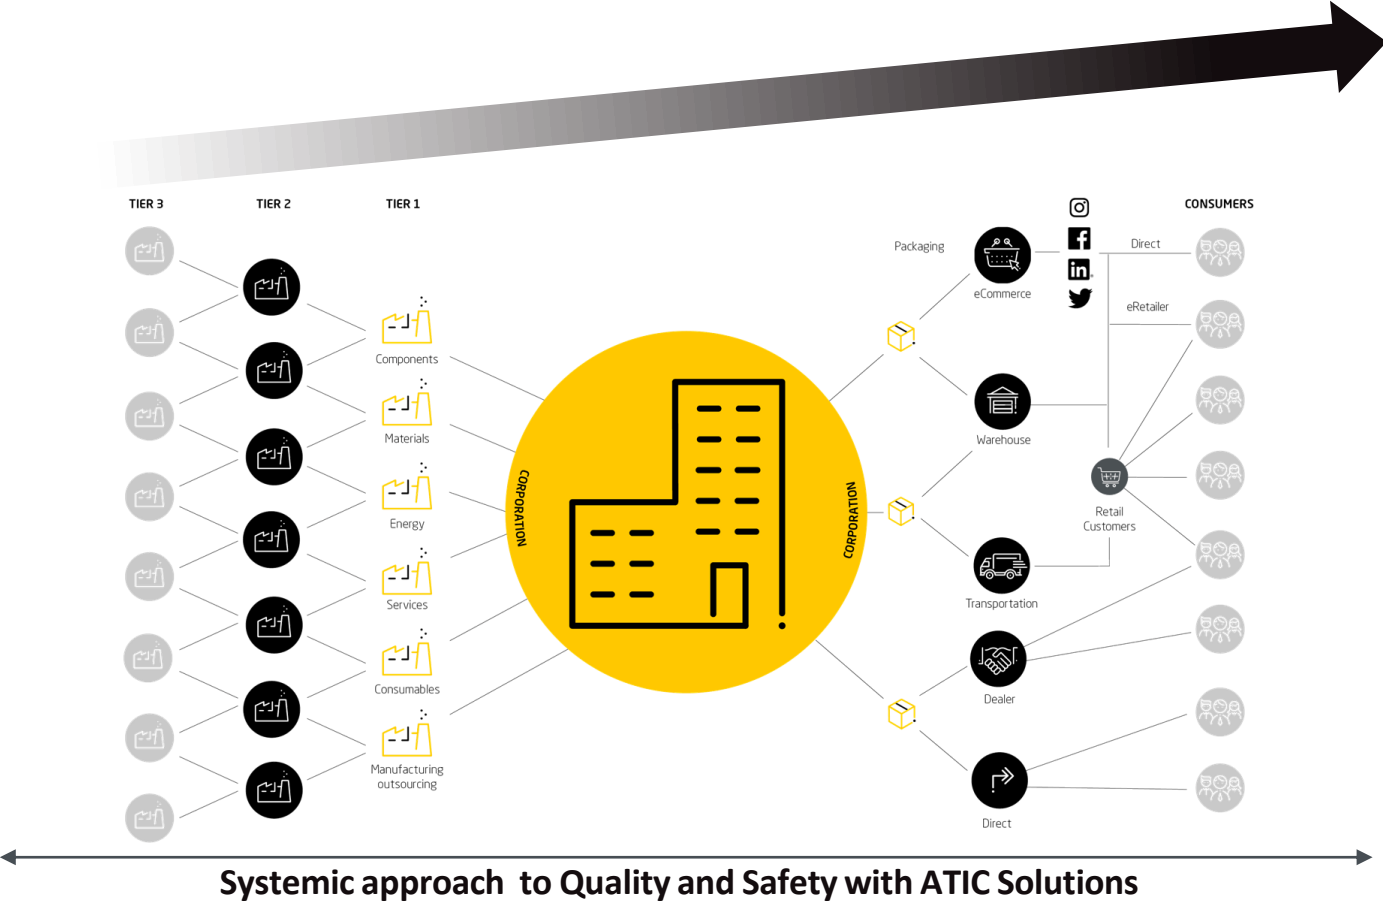 TIER 3
TIER 2
TIER 1
CONSUMERS
Packaging
Direct
eCommerce
in
eRetailer
Components
Materials
Warehouse
CORPORATION
CORPORATION
Energy
Retail
Customers
Services
Transportation
Consumables
Dealer
Manufacturing
outsourcing
Direct
Systemic approach to Quality and Safety with ATIC Solutions